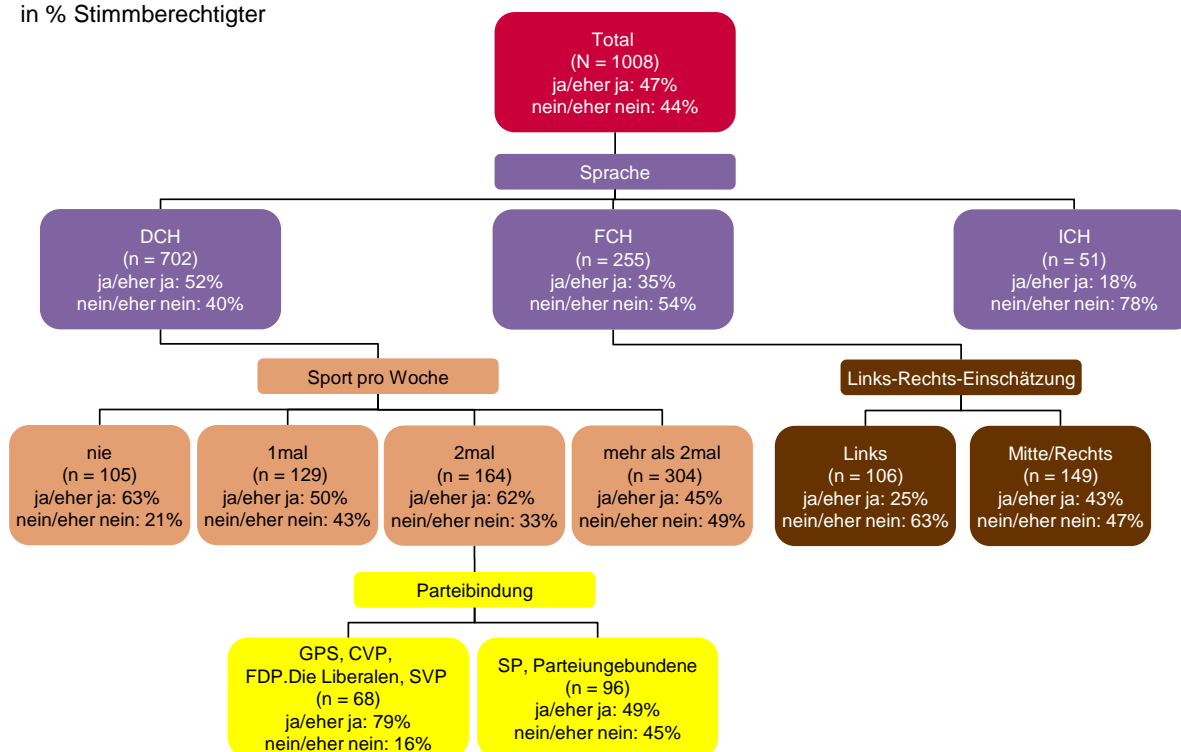 in % Stimmberechtigter
Total
(N = 1008)
ja/eher ja: 47%
nein/eher nein: 44%
Sprache
DCH
(n = 702)
ja/eher ja: 52%
nein/eher nein: 40%
FCH
(n = 255)
ja/eher ja: 35%
nein/eher nein: 54%
ICH
(n = 51)
ja/eher ja: 18%
nein/eher nein: 78%
Sport pro Woche
Links-Rechts-Einschätzung
nie
(n = 105)
ja/eher ja: 63%
nein/eher nein: 21%
1mal
(n = 129)
ja/eher ja: 50%
nein/eher nein: 43%
2mal
(n = 164)
ja/eher ja: 62%
nein/eher nein: 33%
mehr als 2mal
(n = 304)
ja/eher ja: 45%
nein/eher nein: 49%
Links
(n = 106)
ja/eher ja: 25%
nein/eher nein: 63%
Mitte/Rechts
(n = 149)
ja/eher ja: 43%
nein/eher nein: 47%
Parteibindung
GPS, CVP,
FDP.Die Liberalen, SVP
(n = 68)
ja/eher ja: 79%
nein/eher nein: 16%
SP, Parteiungebundene
(n = 96)
ja/eher ja: 49%
nein/eher nein: 45%